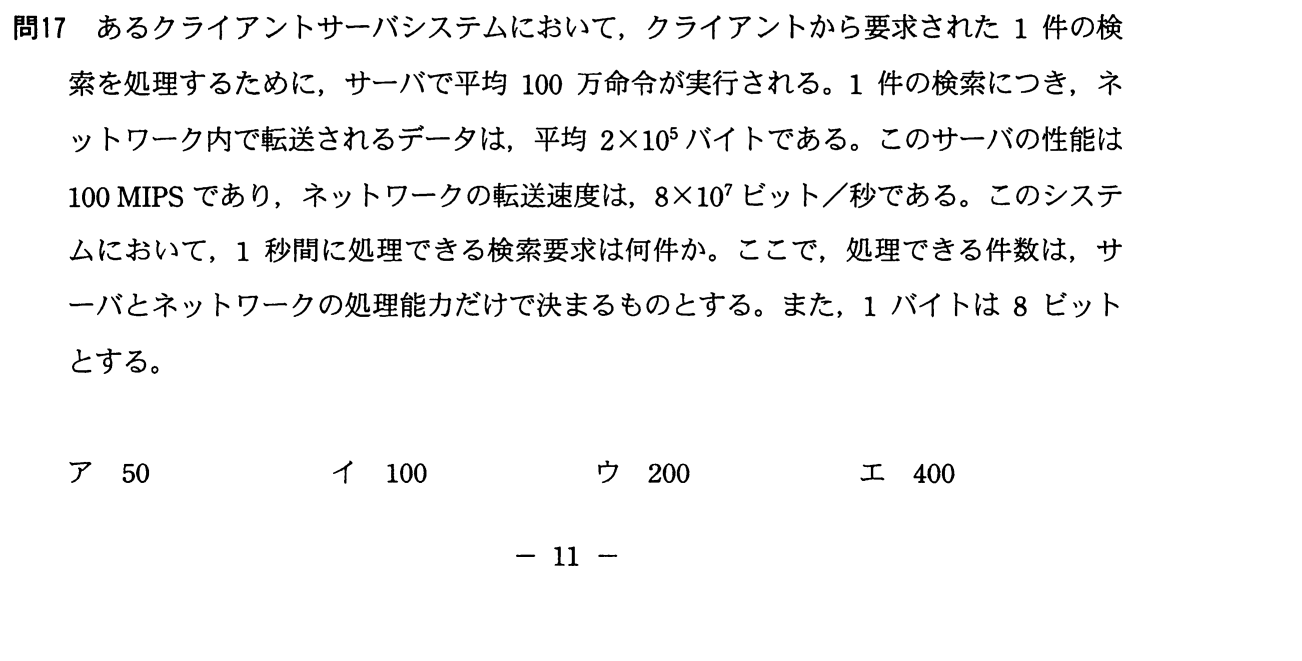 問17 あるクライアントサーバシステムにおいて，クライアントから要求された 1 件の検
索を処理するために，サーバで平均 100 万命令が実行される。1 件の検索につき，ネ
ットワーク内で転送されるデータは，平均 2×10⁵ バイトである。このサーバの性能は
100 MIPS であり，ネットワークの転送速度は，8×10⁷ ビット／秒である。このシステ
ムにおいて，1 秒間に処理できる検索要求は何件か。ここで，処理できる件数は，サ
ーバとネットワークの処理能力だけで決まるものとする。また，1 バイトは 8 ビット
とする。
ア 50 イ 100 ウ 200 エ 400
－ 11 －